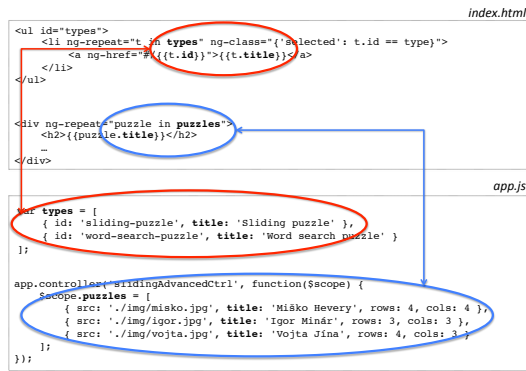 index.html
<ul id="types">
<li ng-repeat="t in types" ng-class="{'selected': t.id == type}">
<a ng-href="#/{{t.id}}">{{t.title}}</a>
</li>
</ul>
<div ng-repeat="puzzle in puzzles">
<h2>{{puzzle.title}}</h2>
…
</div>
app.js
var types = [
{ id: 'sliding-puzzle', title: 'Sliding puzzle' },
{ id: 'word-search-puzzle', title: 'Word search puzzle' }
];
app.controller('slidingAdvancedCtrl', function($scope) {
$scope.puzzles = [
{ src: './img/misko.jpg', title: 'Miško Hevery', rows: 4, cols: 4 },
{ src: './img/igor.jpg', title: 'Igor Minár', rows: 3, cols: 3 },
{ src: './img/vojta.jpg', title: 'Vojta Jína', rows: 4, cols: 3 }
];
});